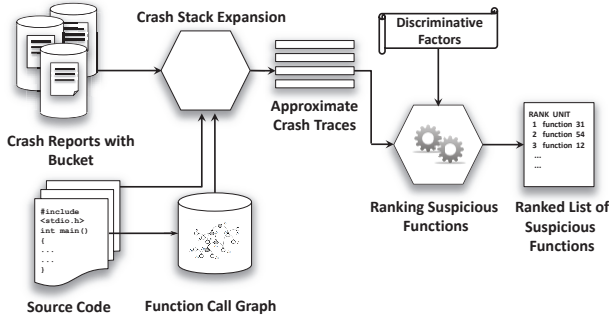 Crash Stack Expansion
Discriminative
Factors
Crash Reports with
Bucket
Approximate
Crash Traces
RANK UNIT
1 function 31
2 function 54
3 function 12
...
...
#include
<stdio.h>
int main()
{
...
...
}
Ranking Suspicious
Functions
Ranked List of
Suspicious
Functions
Source Code
Function Call Graph